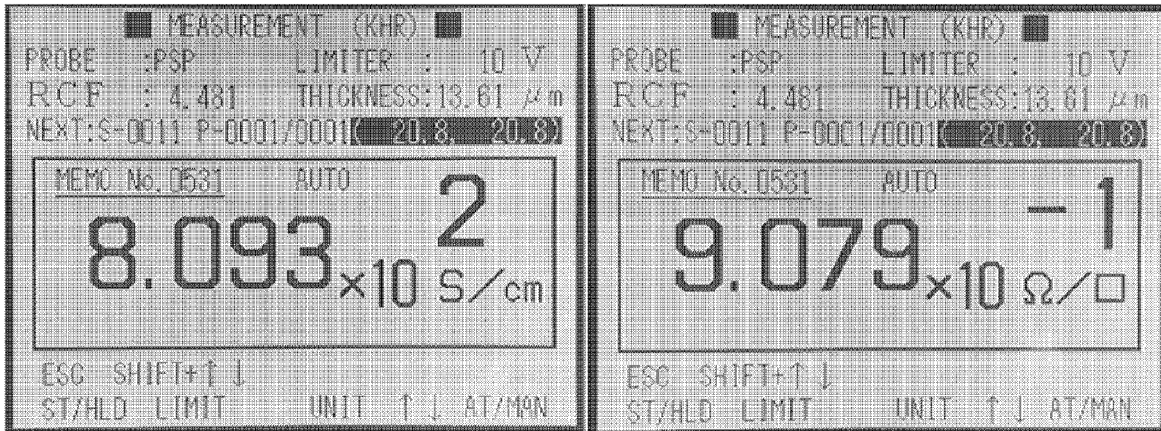 ■ MEASUREMENT (KHR) ■
PROBE :PSP LIMITER : 10 V
RCF : 4.481 THICKNESS:13.61 μm
NEXT:S-0011 P-0001/0001( 20.8, 20.8)
MEMO No.0531 AUTO
8.093×10 2 S/cm
ESC SHIFT+↑ ↓
ST/HLD LIMIT UNIT ↑ ↓ AT/MAN
■ MEASUREMENT (KHR) ■
PROBE :PSP LIMITER : 10 V
RCF : 4.481 THICKNESS:13.61 μm
NEXT:S-0011 P-0001/0001( 20.8, 20.8)
MEMO No.0531 AUTO
9.079×10 -1 Ω/□
ESC SHIFT+↑ ↓
ST/HLD LIMIT UNIT ↑ ↓ AT/MAN